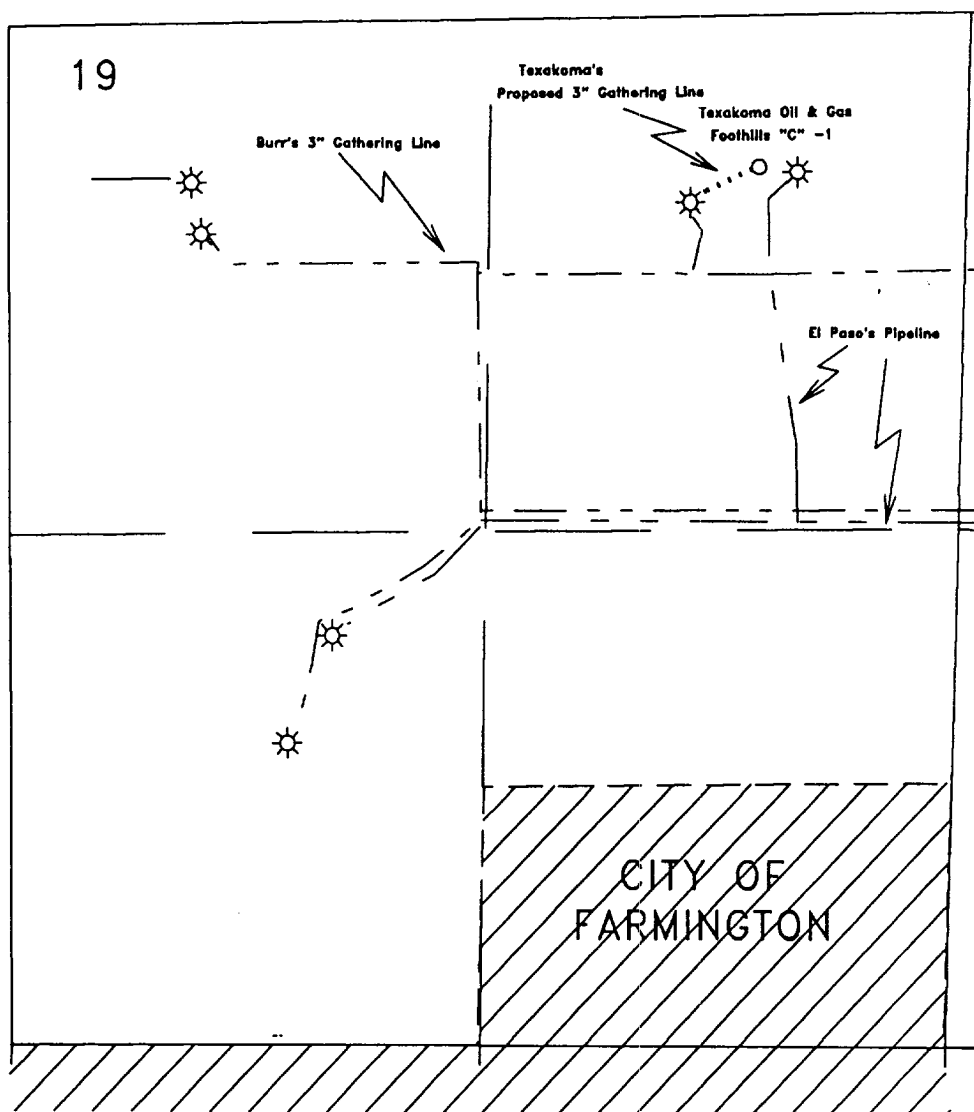 19
Texakoma's
Proposed 3" Gathering Line
Texakoma Oil & Gas
Foothills "C" -1
Burr's 3" Gathering Line
El Paso's Pipeline
CITY OF
FARMINGTON